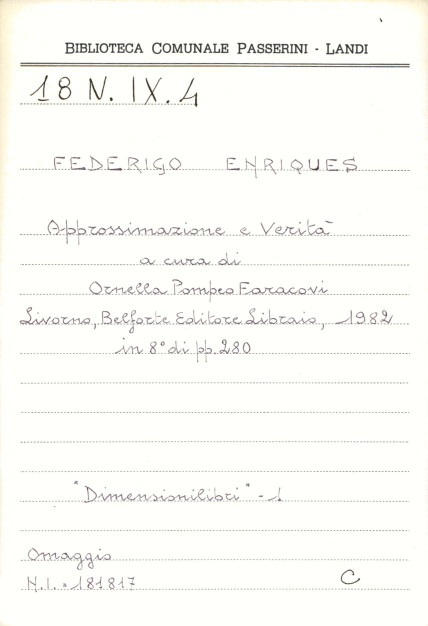 BIBLIOTECA COMUNALE PASSERINI - LANDI
18 N. IX. 4
FEDERIGO ENRIQUES
Approssimazione e Verità
a cura di
Ornella Pompeo Faracovi
Livorno, Belforte Editore Libraio, 1982
in 8° di pp. 280
"Dimensionilibri" - 1
Omaggio
N.I. = 181817
C